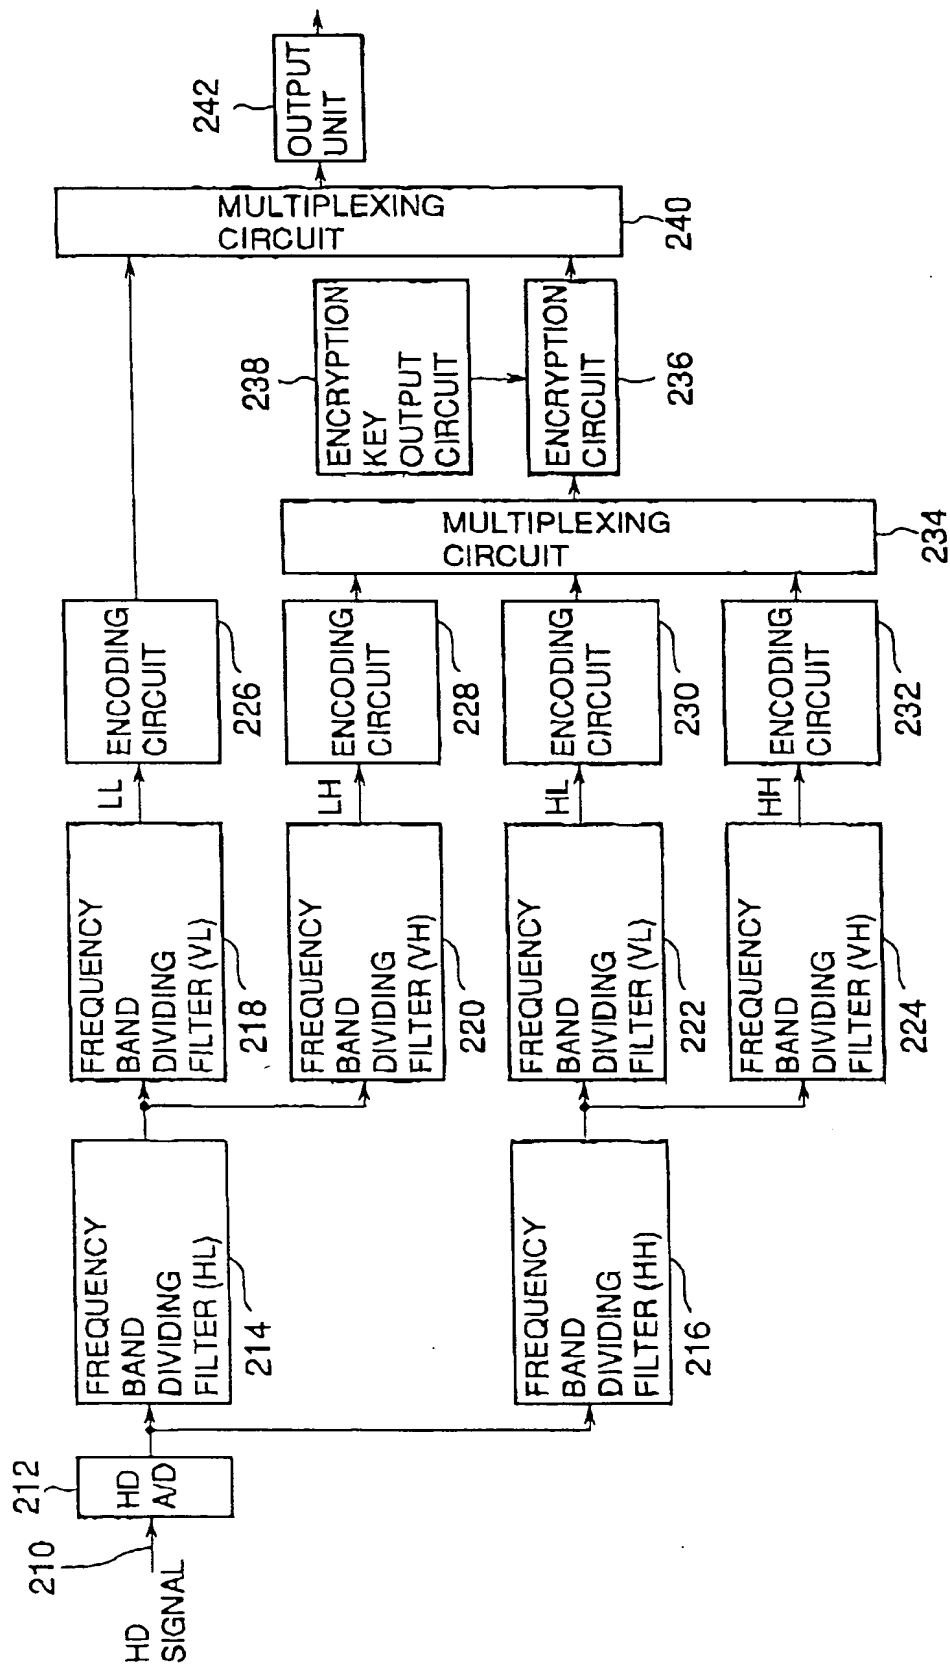 HD
SIGNAL
210
212
HD
A/D
FREQUENCY
BAND
DIVIDING
FILTER (HL)
214
FREQUENCY
BAND
DIVIDING
FILTER (HH)
216
FREQUENCY
BAND
DIVIDING
FILTER (VL)
218
FREQUENCY
BAND
DIVIDING
FILTER (VH)
220
FREQUENCY
BAND
DIVIDING
FILTER (VL)
222
FREQUENCY
BAND
DIVIDING
FILTER (VH)
224
LL
LH
HL
HH
ENCODING
CIRCUIT
226
ENCODING
CIRCUIT
228
ENCODING
CIRCUIT
230
ENCODING
CIRCUIT
232
MULTIPLEXING
CIRCUIT
234
238
ENCRYPTION
KEY
OUTPUT
CIRCUIT
ENCRYPTION
CIRCUIT
236
MULTIPLEXING
CIRCUIT
240
242
OUTPUT
UNIT